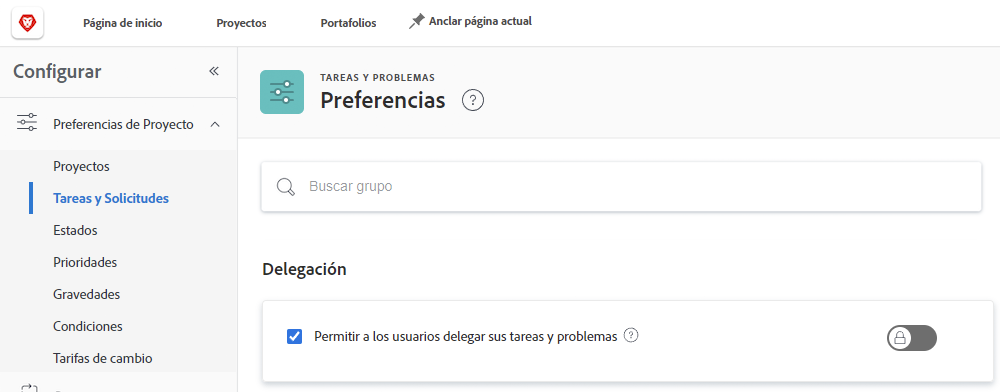 Página de inicio
Proyectos
Portafolios
Anclar página actual
Configurar
«
TAREAS Y PROBLEMAS
Preferencias ?
Preferencias de Proyecto
Proyectos
Tareas y Solicitudes
Estados
Prioridades
Gravedades
Condiciones
Tarifas de cambio
Buscar grupo
Delegación
Permitir a los usuarios delegar sus tareas y problemas ?